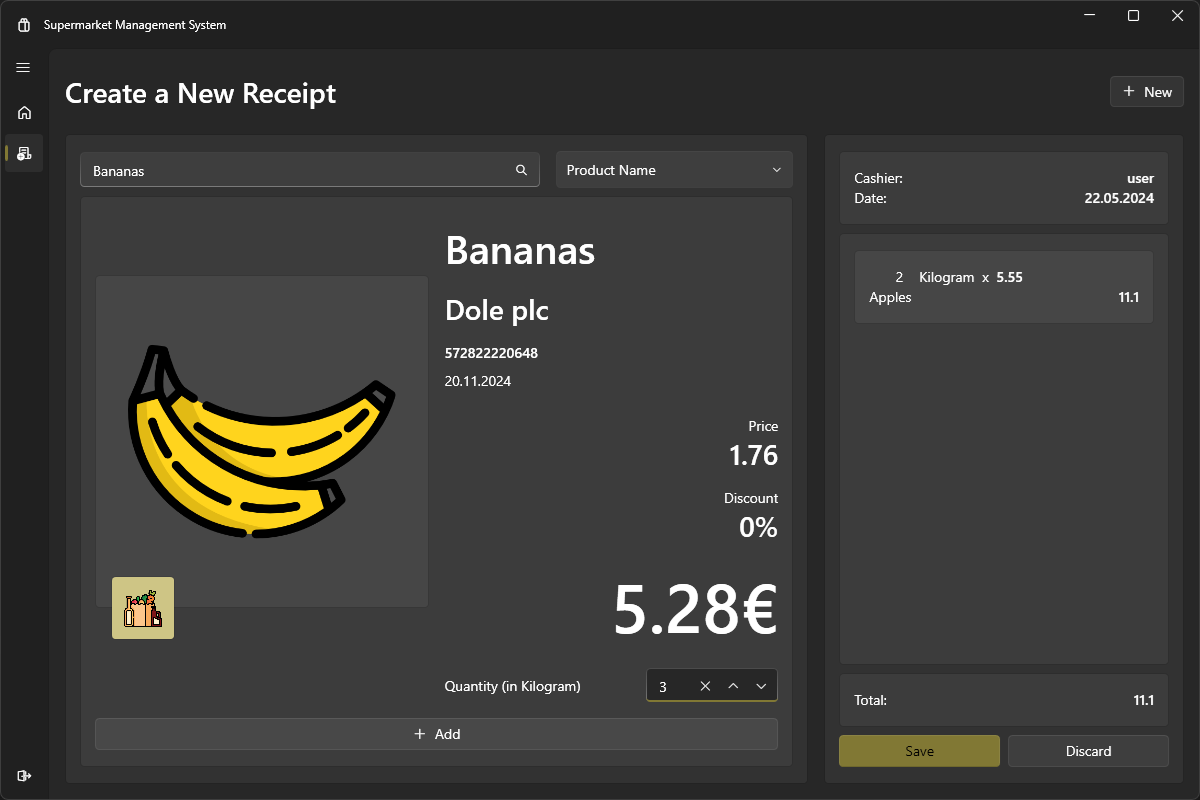 Supermarket Management System
Create a New Receipt
New
Bananas
Product Name
Bananas
Dole plc
572822220648
20.11.2024
Price
1.76
Discount
0%
5.28€
Quantity (in Kilogram)
3
Add
Cashier: user
Date: 22.05.2024
2 Kilogram x 5.55
Apples 11.1
Total: 11.1
Save
Discard